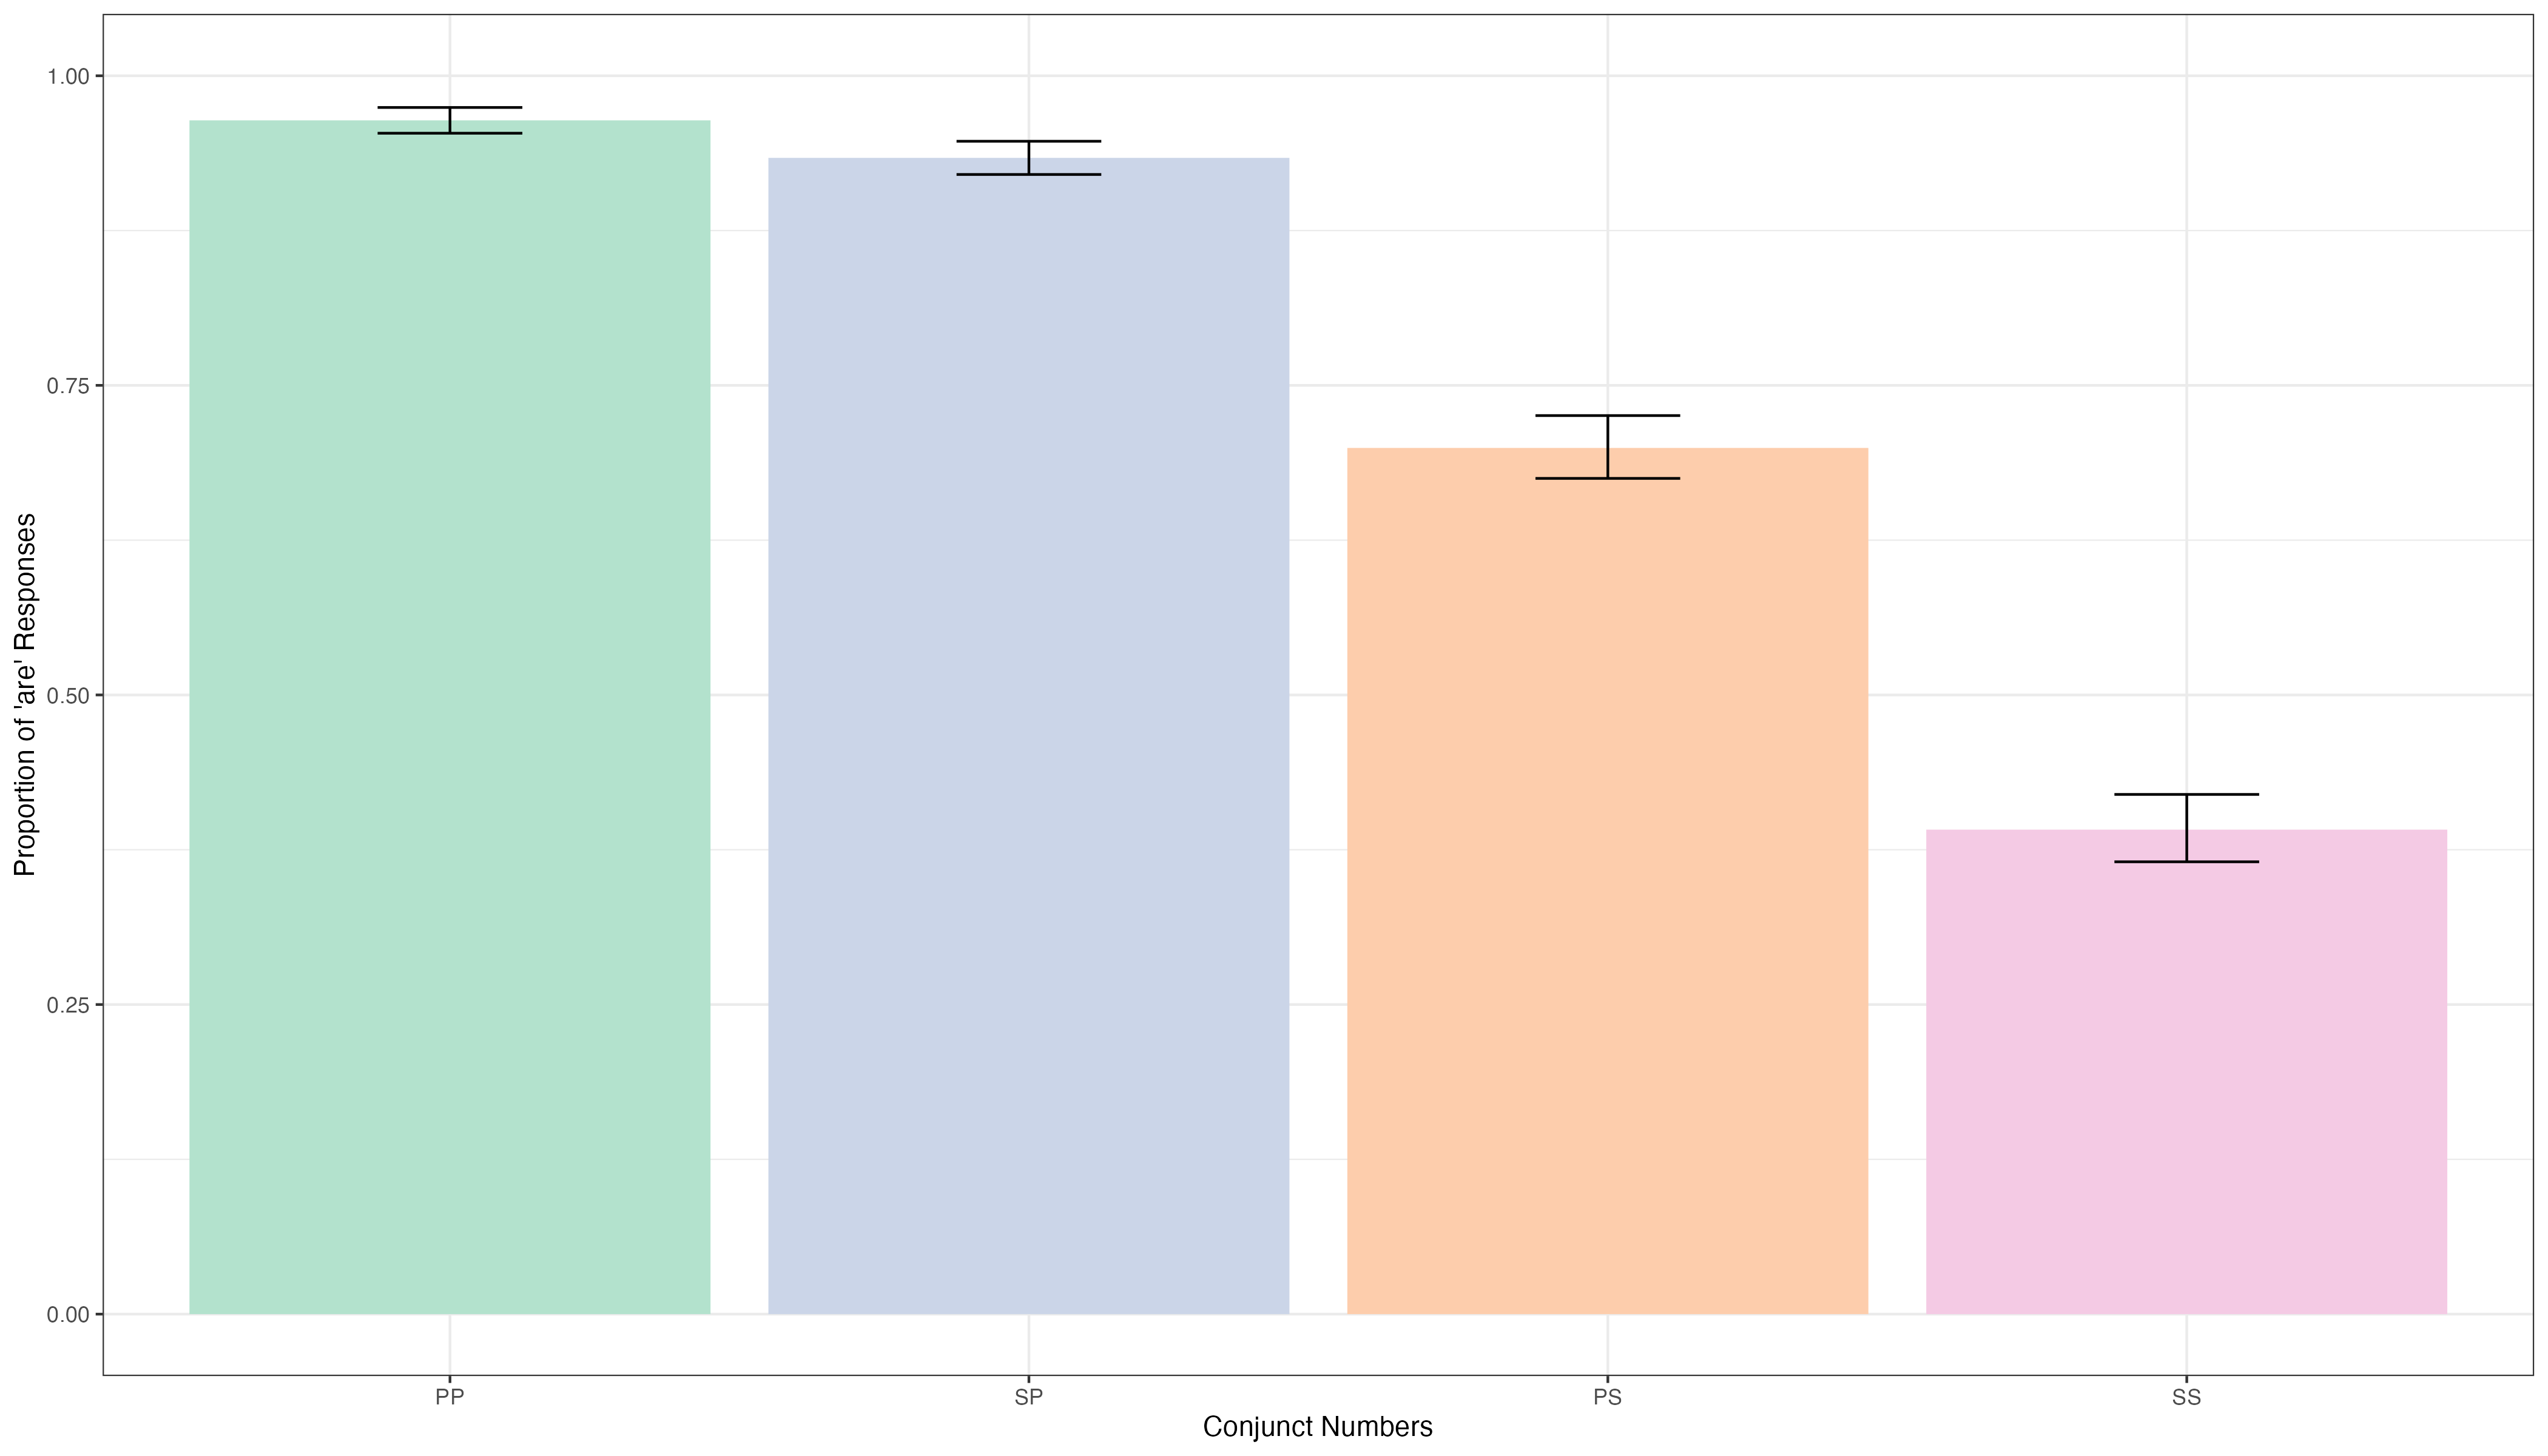 1.00
0.75
0.50
0.25
0.00
Proportion of 'are' Responses
PP
SP
PS
SS
Conjunct Numbers